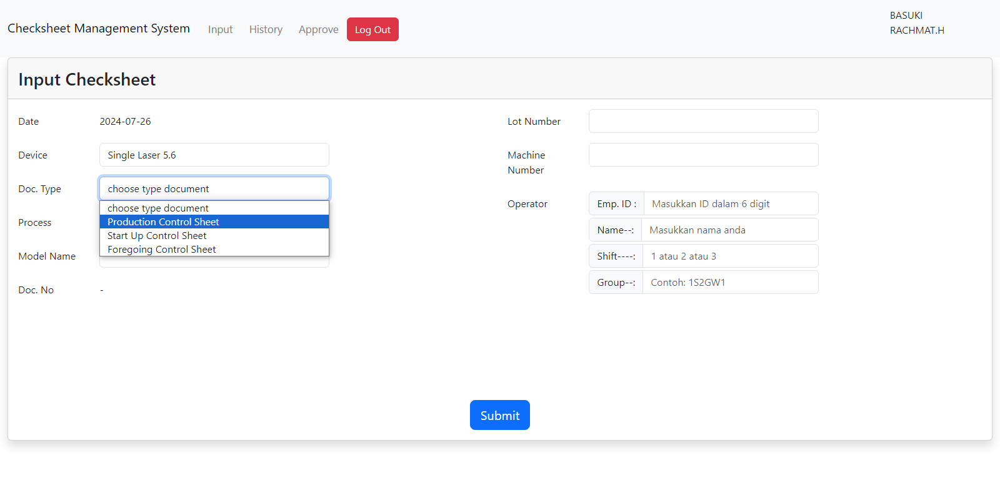 Checksheet Management System Input History Approve Log Out
BASUKI
RACHMAT.H
Input Checksheet
Date 2024-07-26
Device Single Laser 5.6
Doc. Type choose type document
choose type document
Production Control Sheet
Start Up Control Sheet
Foregoing Control Sheet
Process
Model Name
Doc. No -
Lot Number
Machine
Number
Operator Emp. ID : Masukkan ID dalam 6 digit
Name--: Masukkan nama anda
Shift----: 1 atau 2 atau 3
Group--: Contoh: 1S2GW1
Submit